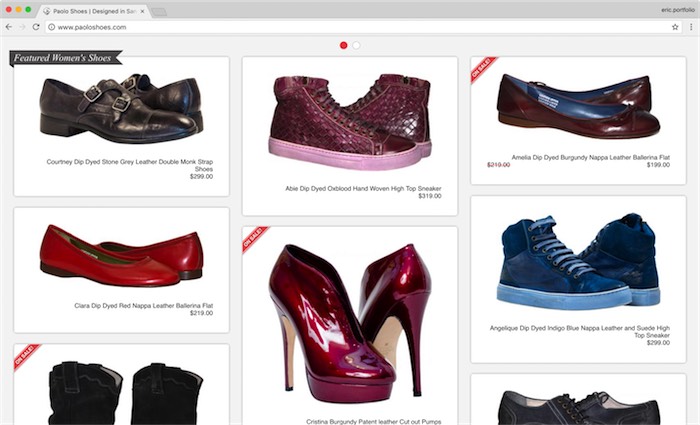 Paolo Shoes | Designed in San
eric.portfolio
www.paoloshoes.com
Featured Women's Shoes
Courtney Dip Dyed Stone Grey Leather Double Monk Strap
Shoes
$299.00
Clara Dip Dyed Red Nappa Leather Ballerina Flat
$219.00
ON SALE!
Abie Dip Dyed Oxblood Hand Woven High Top Sneaker
$319.00
ON SALE!
Cristina Burgundy Patent leather Cut out Pumps
ON SALE!
Amelia Dip Dyed Burgundy Nappa Leather Ballerina Flat
$219.00 $199.00
Angelique Dip Dyed Indigo Blue Nappa Leather and Suede High
Top Sneaker
$299.00